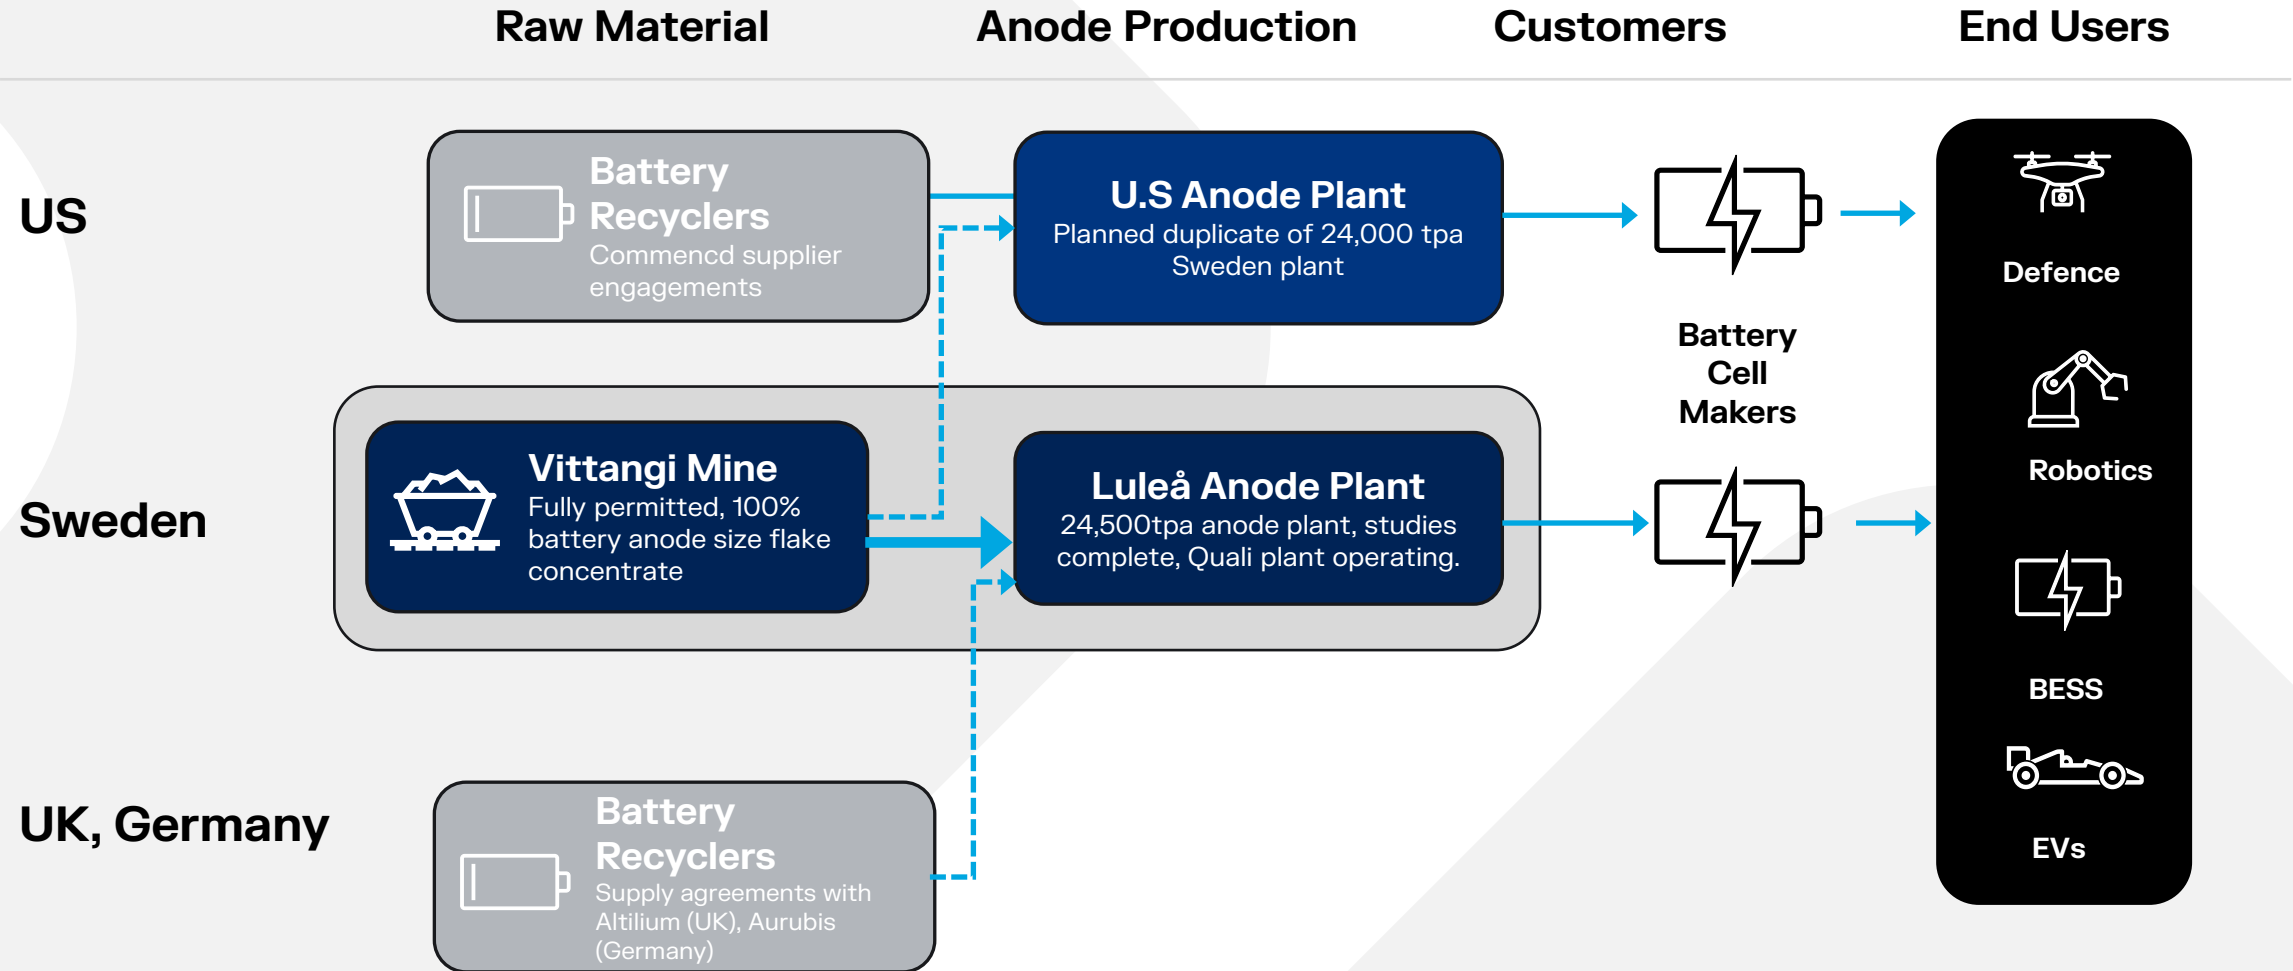 Raw Material
Anode Production
Customers
End Users
US
Battery
Recyclers
Commencd supplier
engagements
U.S Anode Plant
Planned duplicate of 24,000 tpa
Sweden plant
Defence
Battery
Cell
Makers
Robotics
Sweden
Vittangi Mine
Fully permitted, 100%
battery anode size flake
concentrate
Luleå Anode Plant
24,500tpa anode plant, studies
complete, Quali plant operating.
BESS
UK, Germany
Battery
Recyclers
Supply agreements with
Altilium (UK), Aurubis
(Germany)
EVs